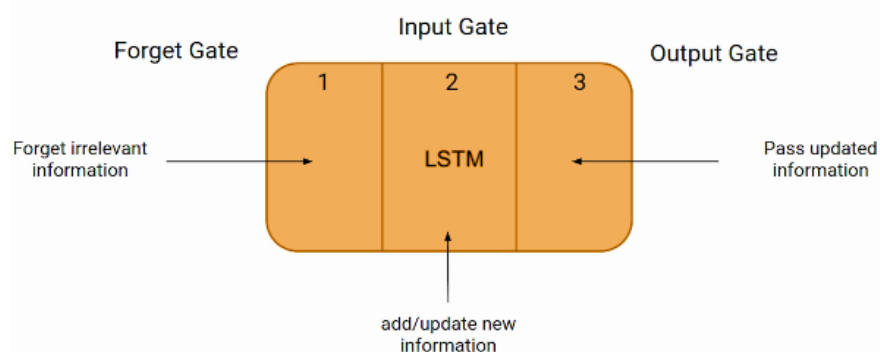 Input Gate
Forget Gate
Output Gate
1
2
3
Forget irrelevant
information
LSTM
Pass updated
information
add/update new
information